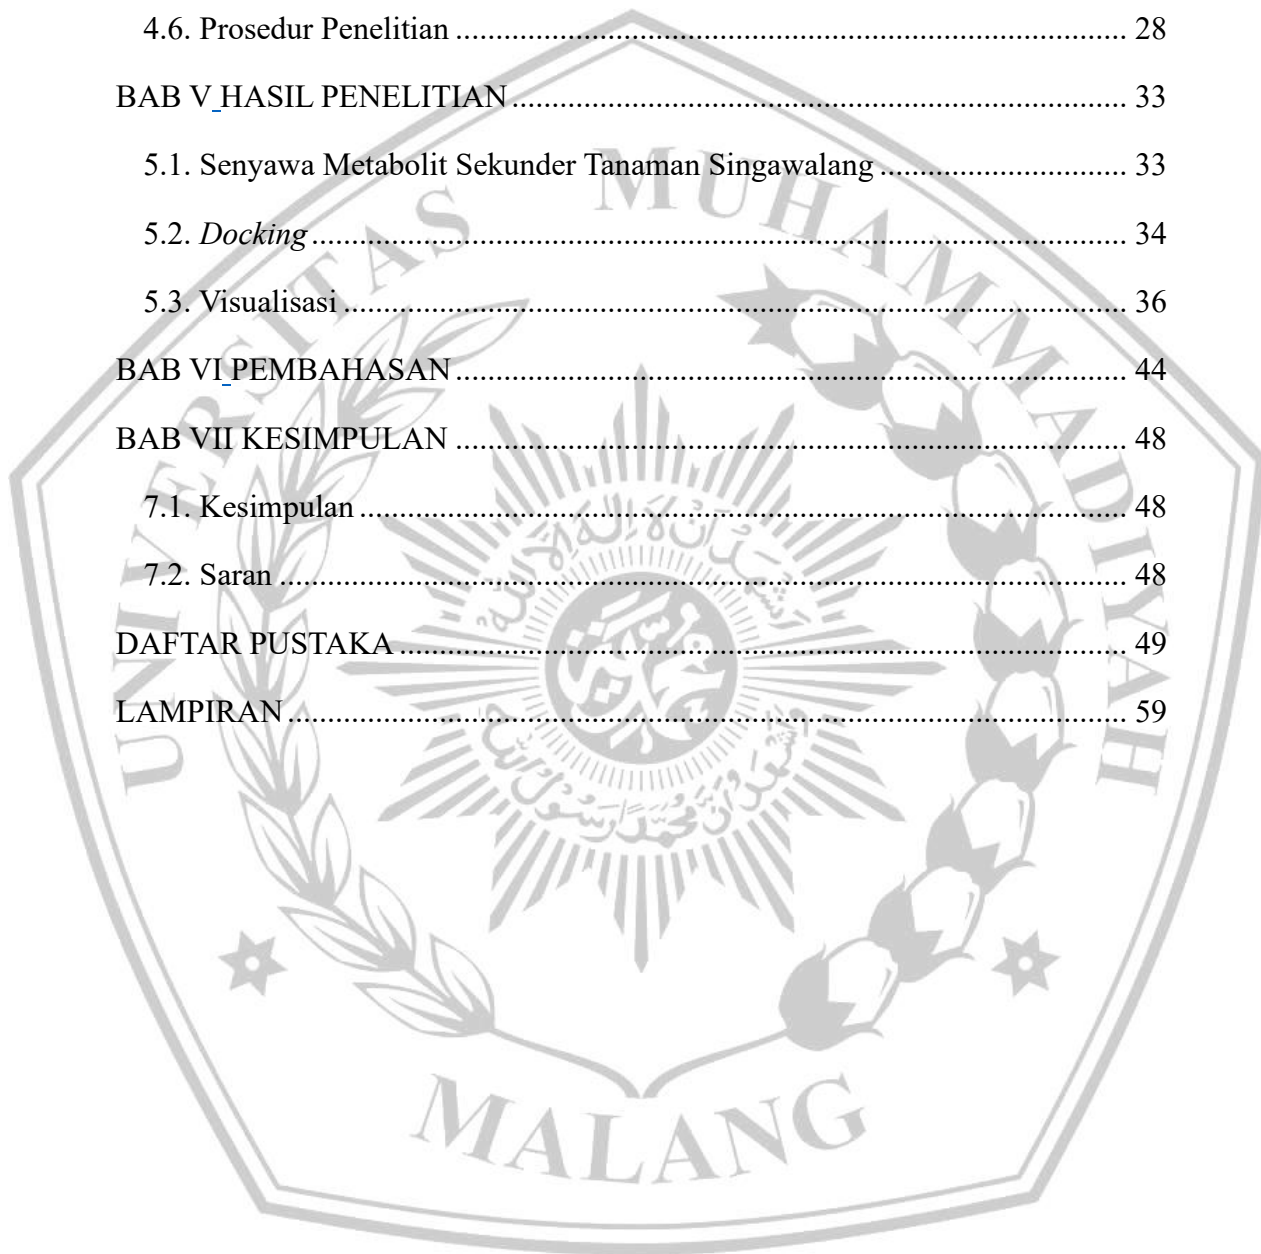 4.6. Prosedur Penelitian ........................................................................................ 28
BAB V HASIL PENELITIAN ................................................................................ 33
5.1. Senyawa Metabolit Sekunder Tanaman Singawalang ................................ 33
5.2. Docking .......................................................................................................... 34
5.3. Visualisasi ...................................................................................................... 36
BAB VI PEMBAHASAN ....................................................................................... 44
BAB VII KESIMPULAN ........................................................................................ 48
7.1. Kesimpulan .................................................................................................... 48
7.2. Saran .............................................................................................................. 48
DAFTAR PUSTAKA .............................................................................................. 49
LAMPIRAN ............................................................................................................. 59
UNIVERSITAS MUHAMMADIYAH
MALANG